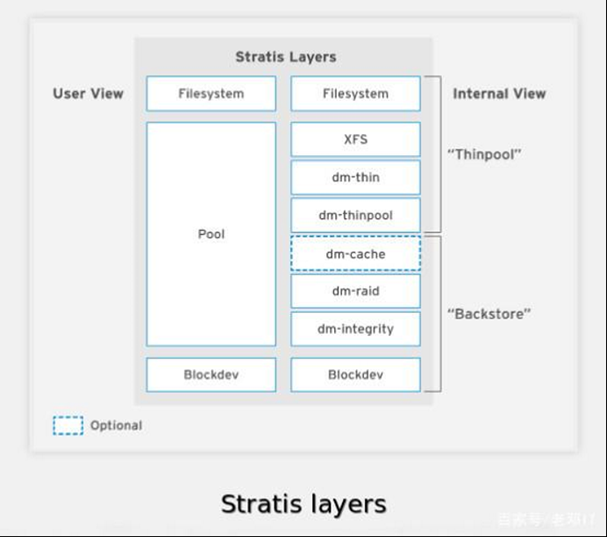 Stratis Layers
User View
Internal View
Filesystem
Filesystem
Pool
XFS
dm-thin
dm-thinpool
dm-cache
dm-raid
dm-integrity
Blockdev
Blockdev
“Thinpool”
“Backstore”
Optional
Stratis layers
百家号/老邓IT